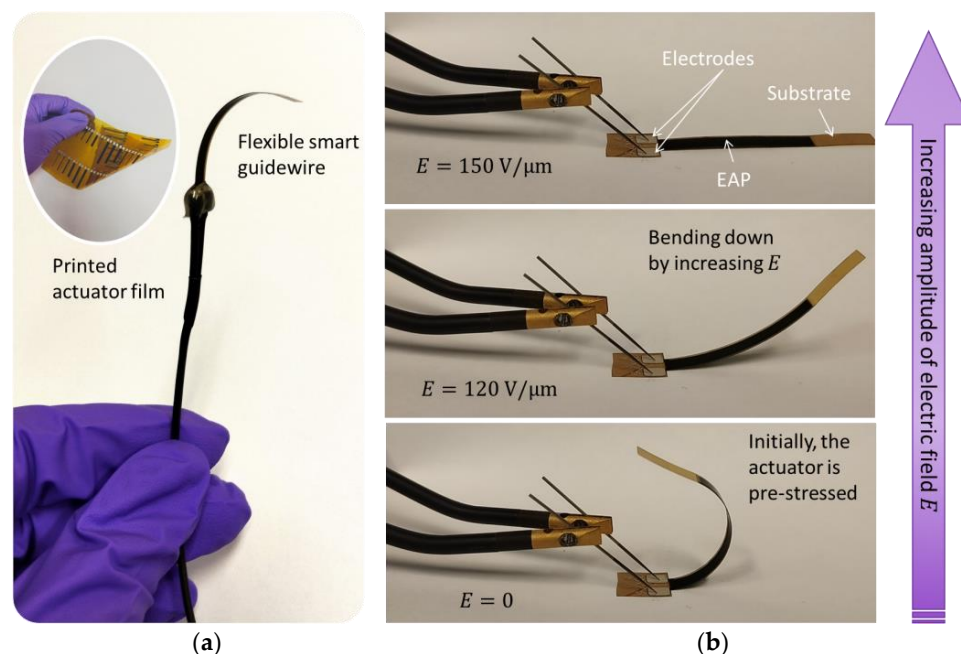 Flexible smart
guidewire
Printed
actuator film
(a)
Electrodes
Substrate
EAP
E = 150 V/μm
Bending down
by increasing E
E = 120 V/μm
Initially, the
actuator is
pre-stressed
E = 0
(b)
Increasing amplitude of electric field E